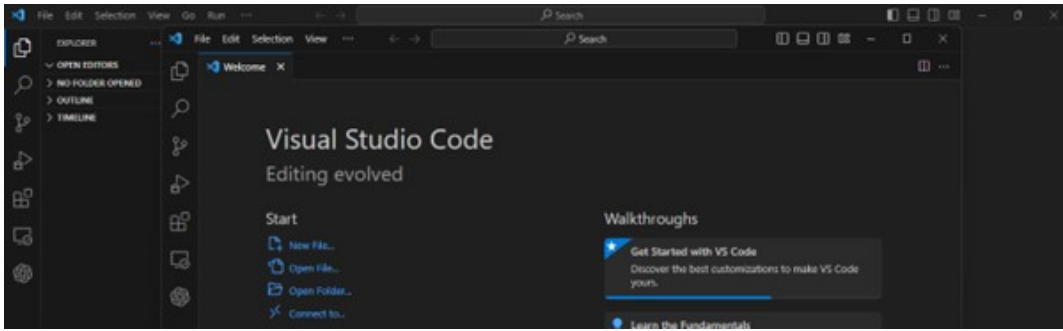 File Edit Selection View Go Run ··· Search
EXPLORER ···
OPEN EDITORS
NO FOLDER OPENED
OUTLINE
TIMELINE
File Edit Selection View ··· Search
Welcome
Visual Studio Code
Editing evolved
Start
New File...
Open File...
Open Folder...
Connect to...
Walkthroughs
Get Started with VS Code
Discover the best customizations to make VS Code
yours.
Learn the Fundamentals